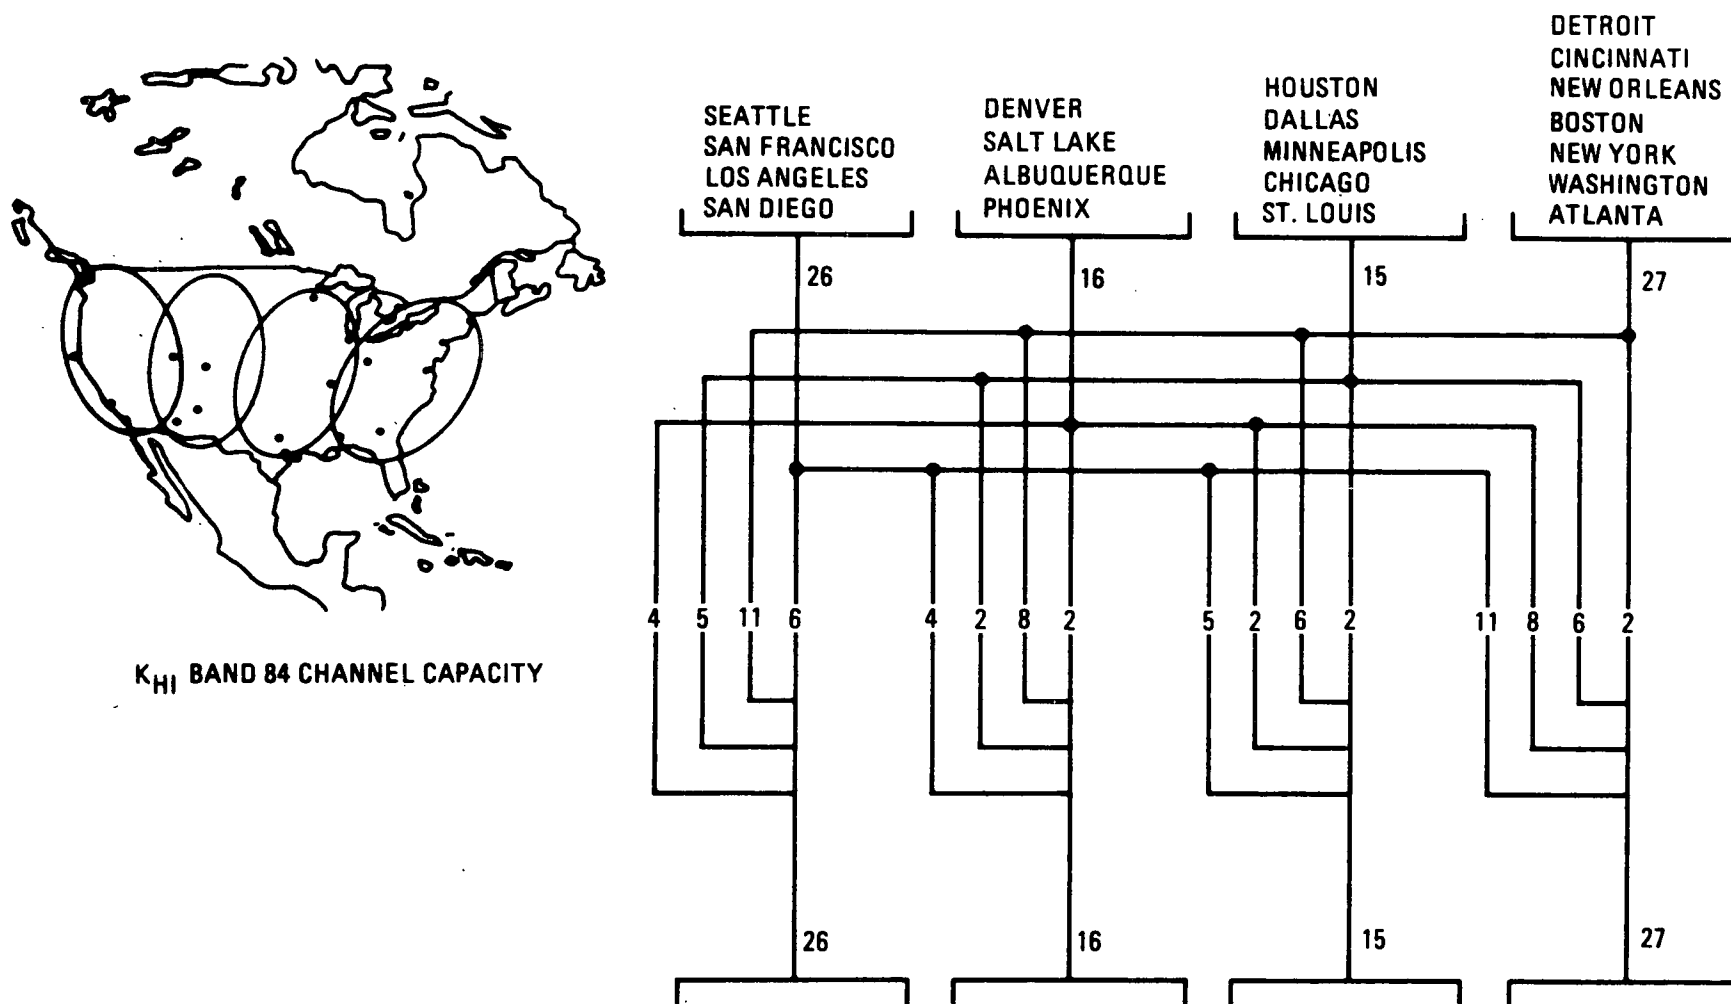 SEATTLE
SAN FRANCISCO
LOS ANGELES
SAN DIEGO
DENVER
SALT LAKE
ALBUQUERQUE
PHOENIX
HOUSTON
DALLAS
MINNEAPOLIS
CHICAGO
ST. LOUIS
DETROIT
CINCINNATI
NEW ORLEANS
BOSTON
NEW YORK
WASHINGTON
ATLANTA
26 16 15 27
4 5 11 6 4 2 8 2 5 2 6 2 11 8 6 2
KHI BAND 84 CHANNEL CAPACITY
26 16 15 27